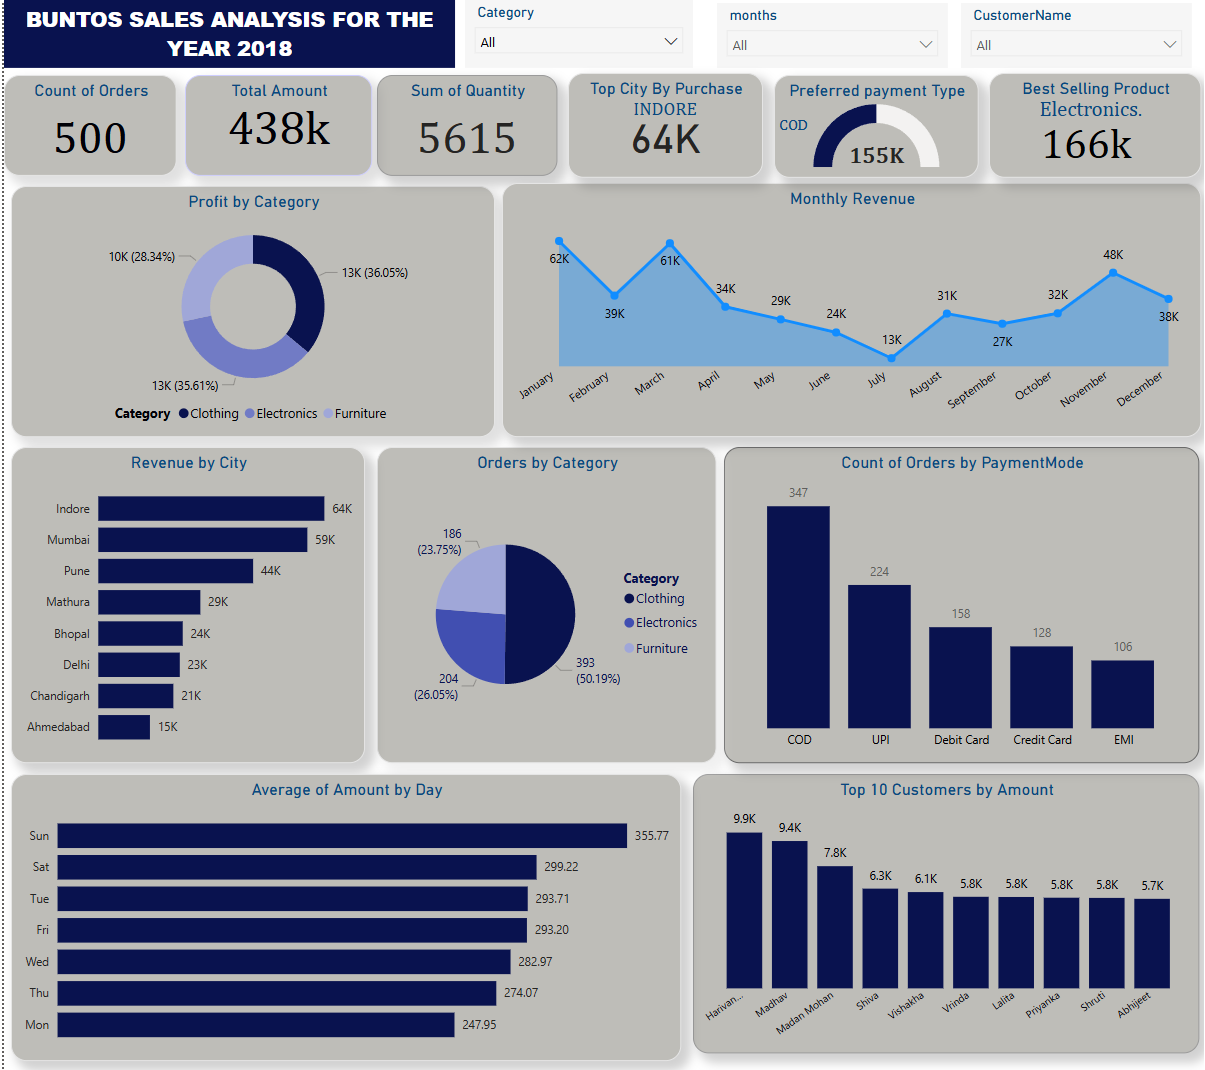 BUNTOS SALES ANALYSIS FOR THE
YEAR 2018
Category
All
months
All
CustomerName
All
Count of Orders
500
Total Amount
438k
Sum of Quantity
5615
Top City By Purchase
INDORE
64K
Preferred payment Type
COD
155K
Best Selling Product
Electronics.
166k
Profit by Category
10K (28.34%)
13K (36.05%)
13K (35.61%)
Category Clothing Electronics Furniture
Monthly Revenue
62K
39K
61K
34K
29K
24K
13K
31K
27K
32K
48K
38K
January
February
March
April
May
June
July
August
September
October
November
December
Revenue by City
Indore 64K
Mumbai 59K
Pune 44K
Mathura 29K
Bhopal 24K
Delhi 23K
Chandigarh 21K
Ahmedabad 15K
Orders by Category
186
(23.75%)
204
(26.05%)
393
(50.19%)
Category
Clothing
Electronics
Furniture
Count of Orders by PaymentMode
347
224
158
128
106
COD
UPI
Debit Card
Credit Card
EMI
Average of Amount by Day
Sun 355.77
Sat 299.22
Tue 293.71
Fri 293.20
Wed 282.97
Thu 274.07
Mon 247.95
Top 10 Customers by Amount
9.9K
9.4K
7.8K
6.3K
6.1K
5.8K
5.8K
5.8K
5.8K
5.7K
Harivan...
Madhav
Madan Mohan
Shiva
Vishakha
Vrinda
Lalita
Priyanka
Shruti
Abhijeet